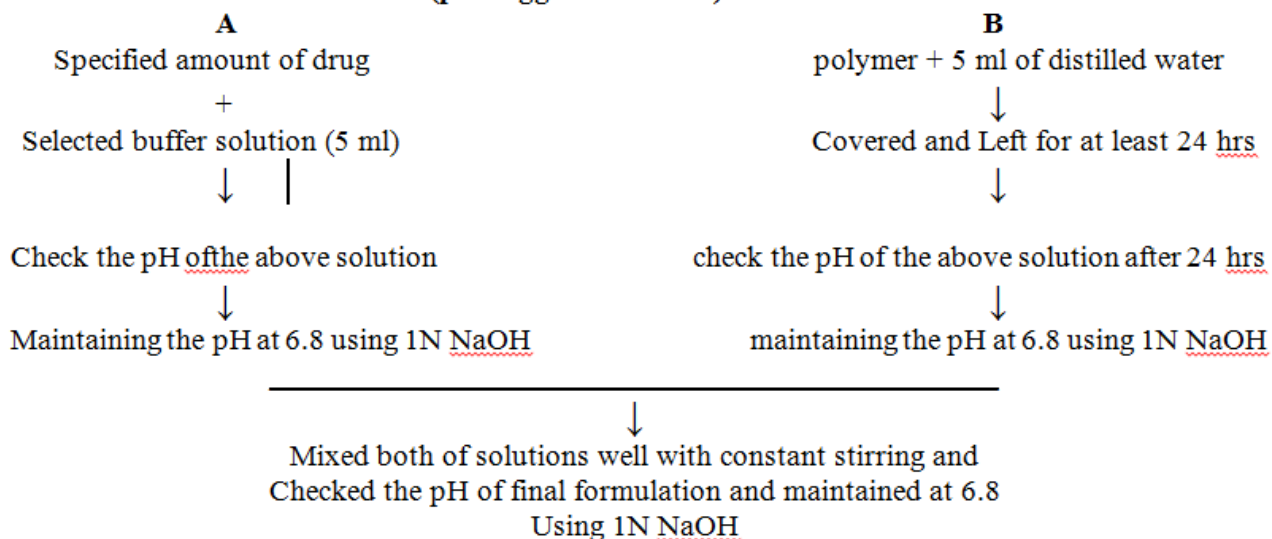 A
Specified amount of drug
+
Selected buffer solution (5 ml)
↓
Check the pH ofthe above solution
↓
Maintaining the pH at 6.8 using 1N NaOH
B
polymer + 5 ml of distilled water
↓
Covered and Left for at least 24 hrs
↓
check the pH of the above solution after 24 hrs
↓
maintaining the pH at 6.8 using 1N NaOH
↓
Mixed both of solutions well with constant stirring and
Checked the pH of final formulation and maintained at 6.8
Using 1N NaOH